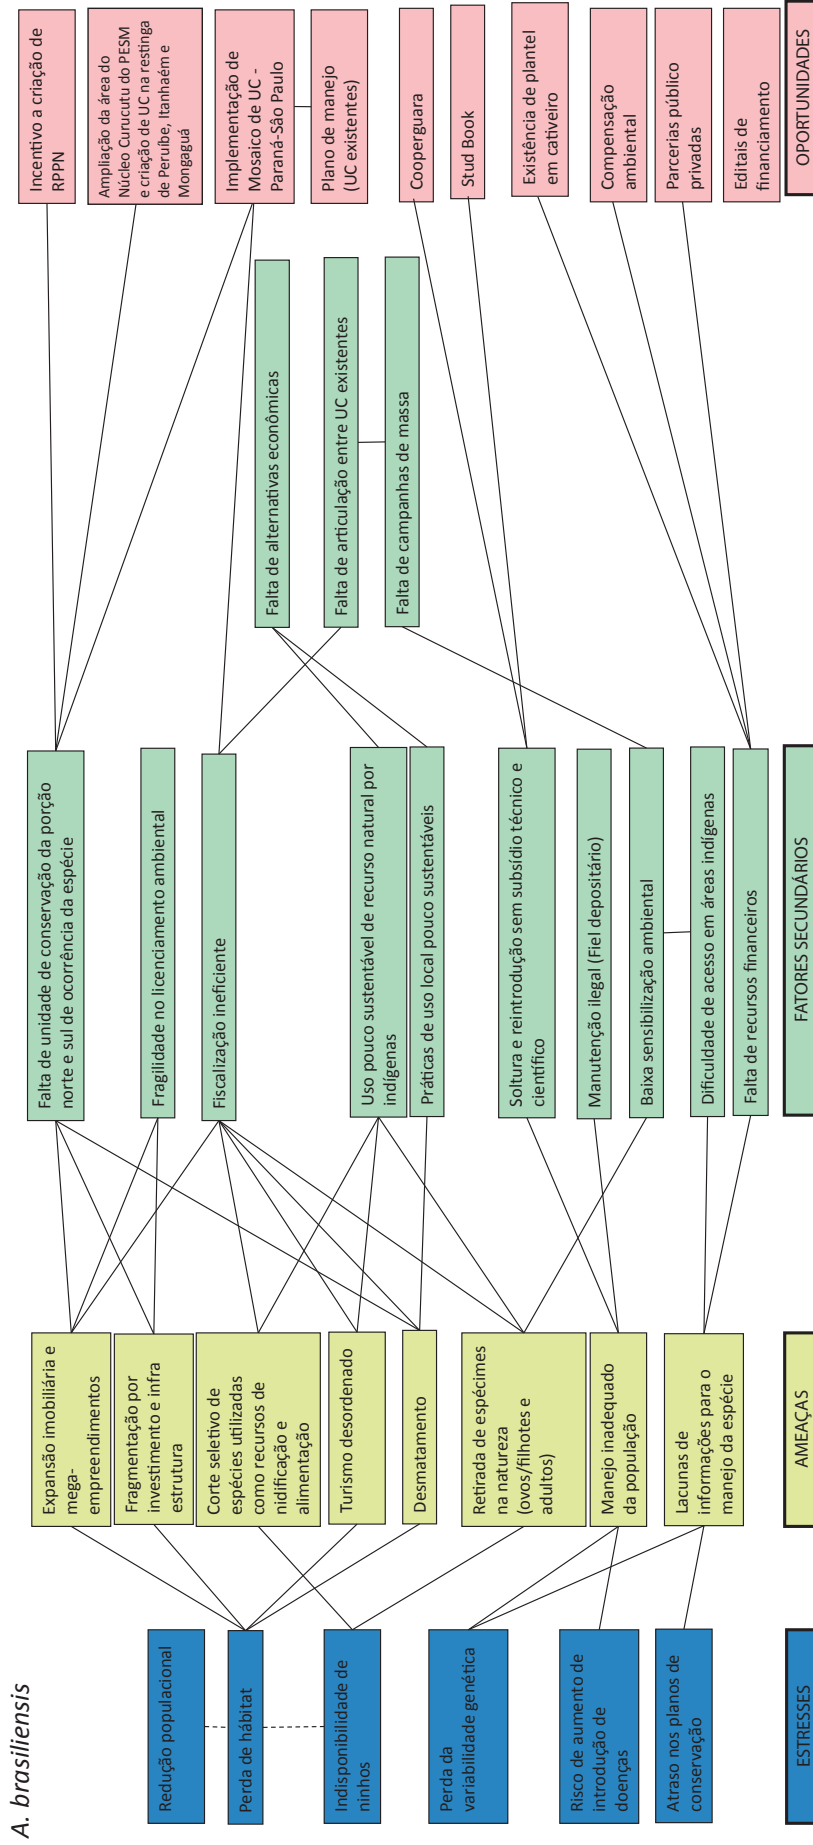 A. brasiliensis
Redução populacional
Perda de hábitat
Indisponibilidade de
ninhos
Perda da
variabilidade genética
Risco de aumento de
introdução de
doenças
Atraso nos planos de
conservação
ESTRESSES
Expansão imobiliária e
mega-
empreendimentos
Fragmentação por
investimento e infra
estrutura
Corte seletivo de
espécies utilizadas
como recursos de
nidificação e
alimentação
Turismo desordenado
Desmatamento
Retirada de espécimes
na natureza
(ovos/filhotes e
adultos)
Manejo inadequado
da população
Lacunas de
informações para o
manejo da espécie
AMEAÇAS
Falta de unidade de conservação da porção
norte e sul de ocorrência da espécie
Fragilidade no licenciamento ambiental
Fiscalização ineficiente
Uso pouco sustentável de recurso natural por
indígenas
Práticas de uso local pouco sustentáveis
Soltura e reintrodução sem subsídio técnico e
científico
Manutenção ilegal (Fiel depositário)
Baixa sensibilização ambiental
Dificuldade de acesso em áreas indígenas
Falta de recursos financeiros
FATORES SECUNDÁRIOS
Falta de alternativas econômicas
Falta de articulação entre UC existentes
Falta de campanhas de massa
Incentivo a criação de
RPPN
Ampliação da área do
Núcleo Curucutu do PESM
e criação de UC na restinga
de Peruíbe, Itanhaém e
Mongaguá
Implementação de
Mosaico de UC -
Paraná-São Paulo
Plano de manejo
(UC existentes)
Cooperguara
Stud Book
Existência de plantel
em cativeiro
Compensação
ambiental
Parcerias público
privadas
Editais de
financiamento
OPORTUNIDADES